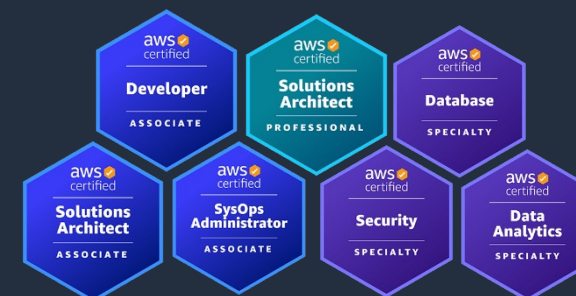 aws
certified
Developer
ASSOCIATE
aws
certified
Solutions
Architect
PROFESSIONAL
aws
certified
Database
SPECIALTY
aws
certified
Solutions
Architect
ASSOCIATE
aws
certified
SysOps
Administrator
ASSOCIATE
aws
certified
Security
SPECIALTY
aws
certified
Data
Analytics
SPECIALTY